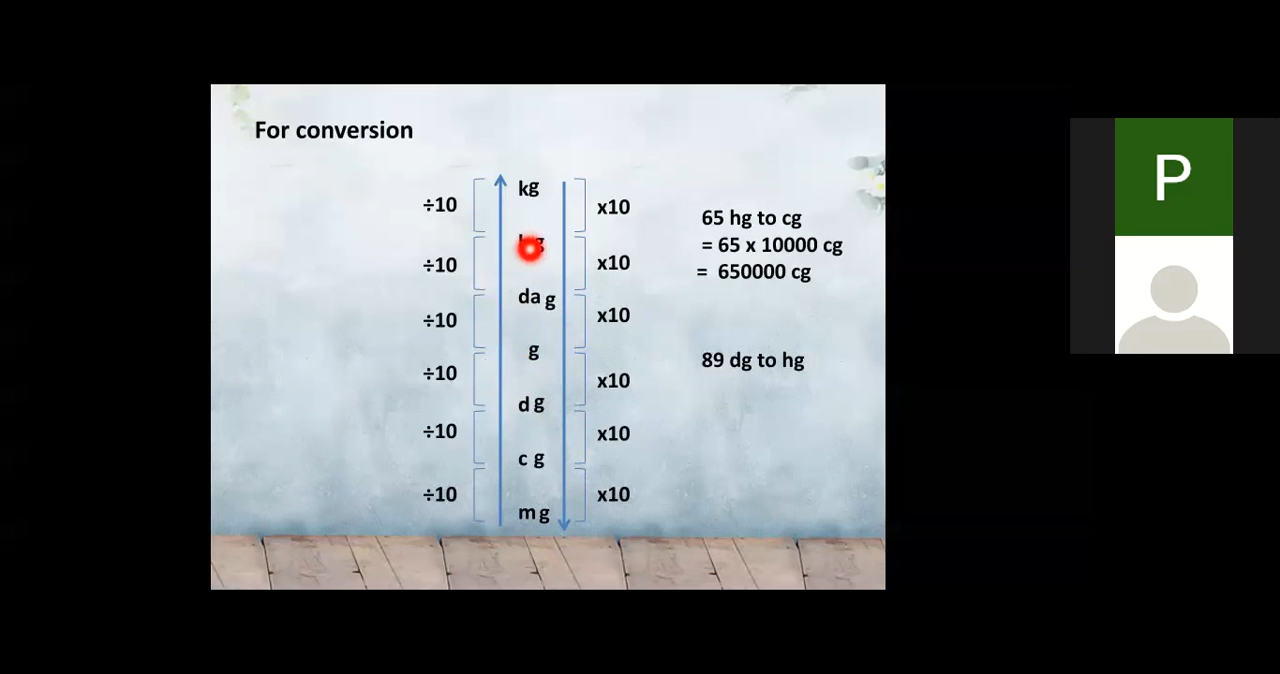 For conversion
kg
÷10 x10
÷10 x10
da g
÷10 x10
g
÷10 x10
d g
÷10 x10
c g
÷10 x10
m g
65 hg to cg
= 65 x 10000 cg
= 650000 cg
89 dg to hg
P